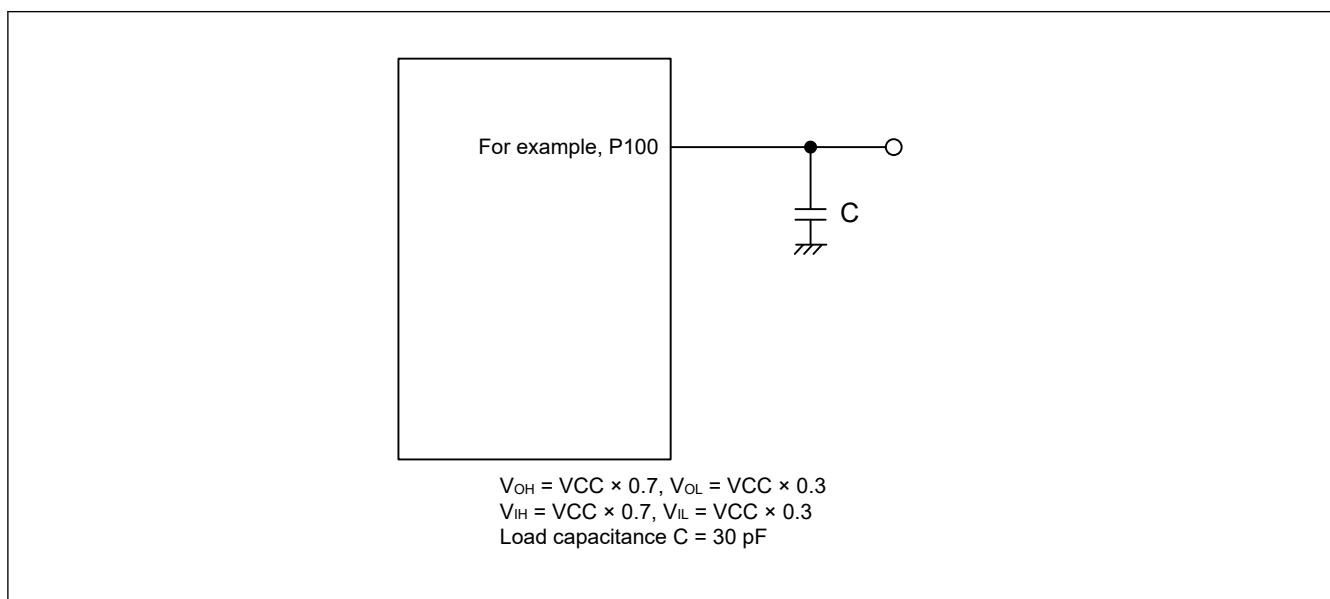 For example, P100
C
VOH = VCC × 0.7, VOL = VCC × 0.3
VIH = VCC × 0.7, VIL = VCC × 0.3
Load capacitance C = 30 pF